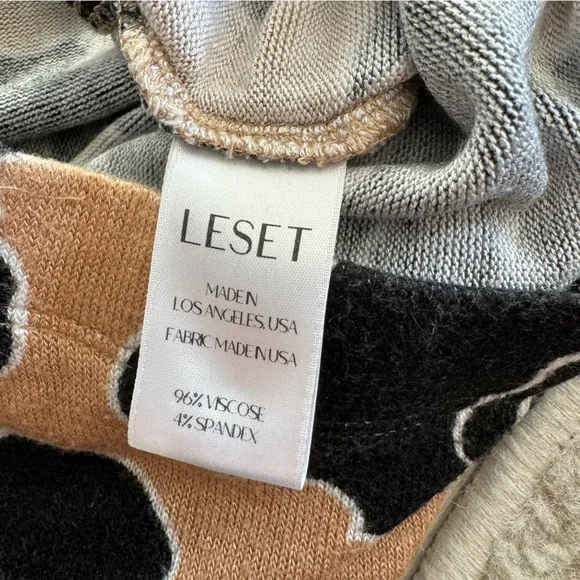 LESET
MADE IN
LOS ANGELES, USA
FABRIC MADE IN USA
96% VISCOSE
4% SPANDEX